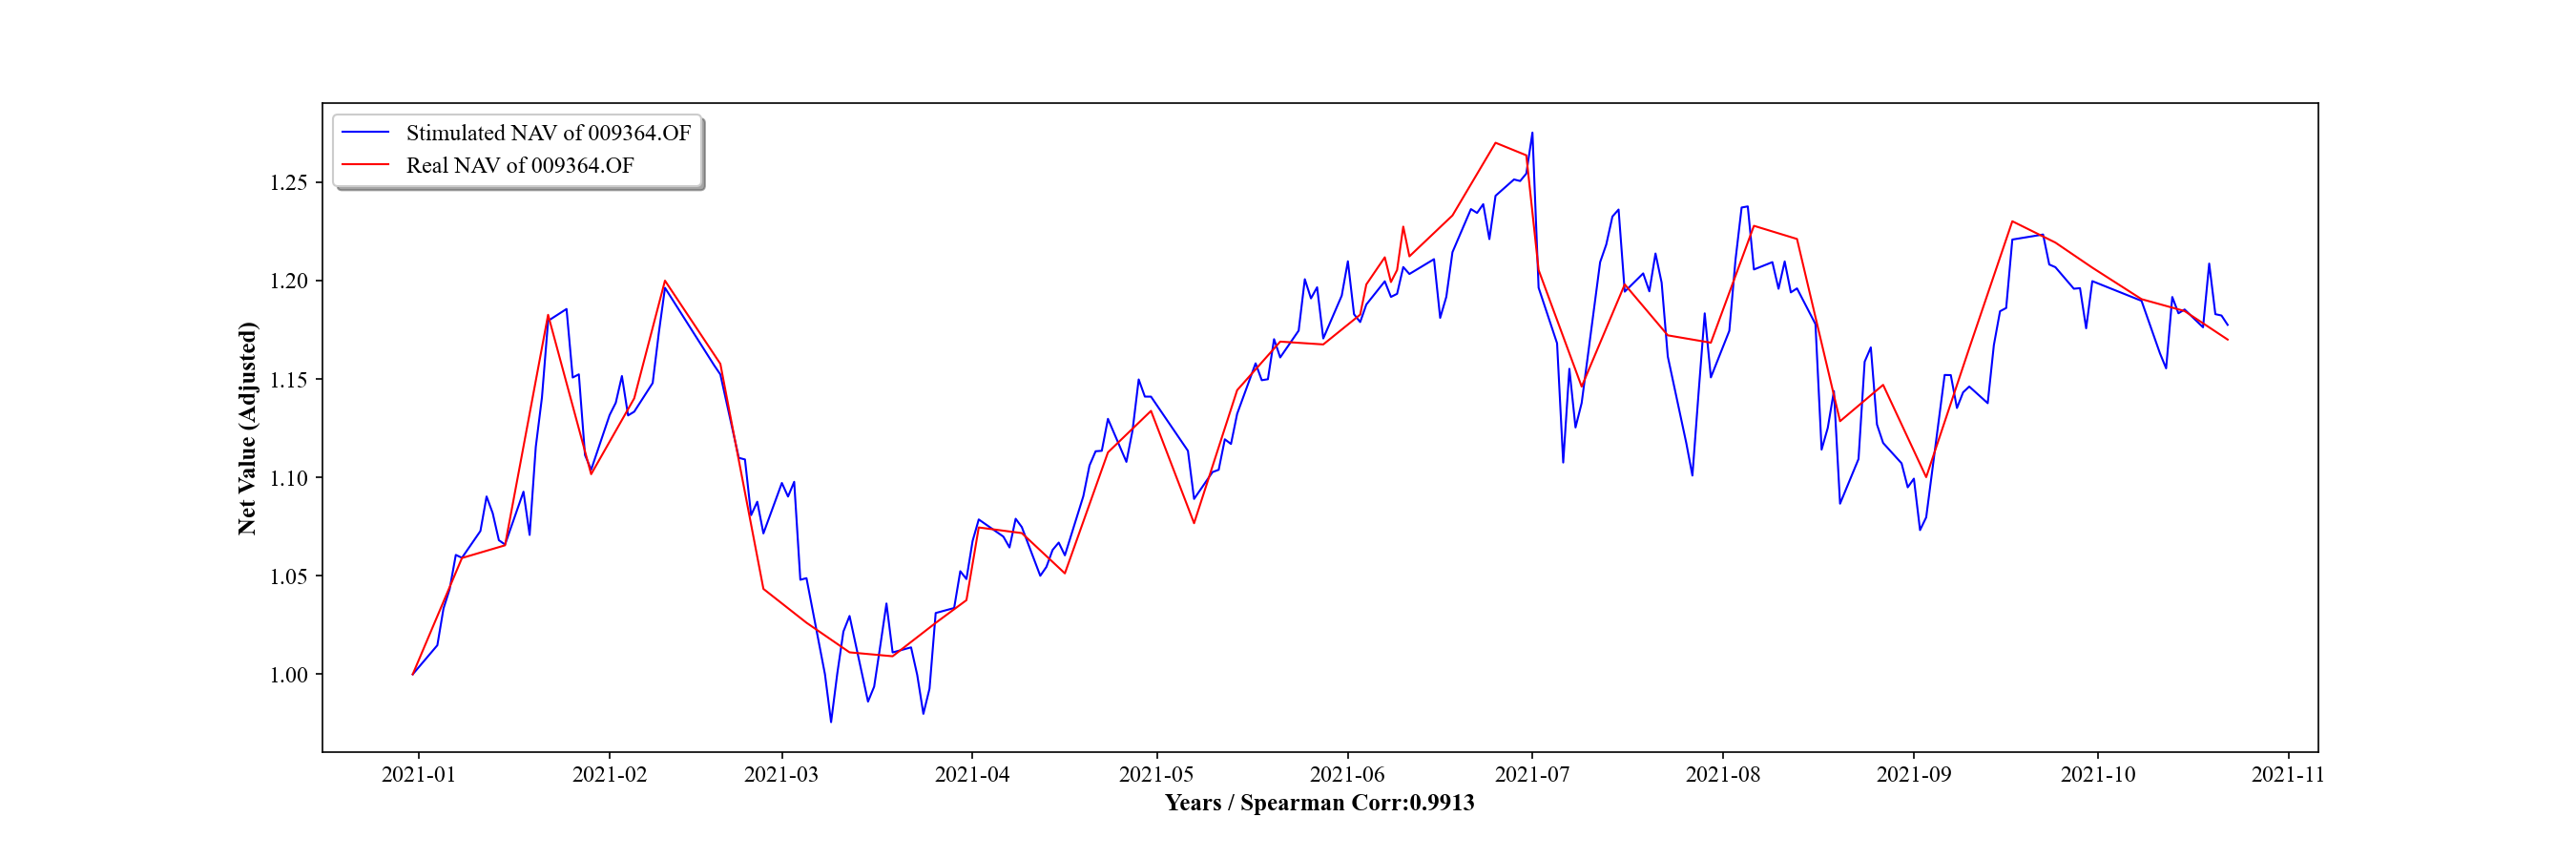 Stimulated NAV of 009364.OF
Real NAV of 009364.OF
1.25
1.20
1.15
1.10
1.05
1.00
Net Value (Adjusted)
2021-01 2021-02 2021-03 2021-04 2021-05 2021-06 2021-07 2021-08 2021-09 2021-10 2021-11
Years / Spearman Corr:0.9913